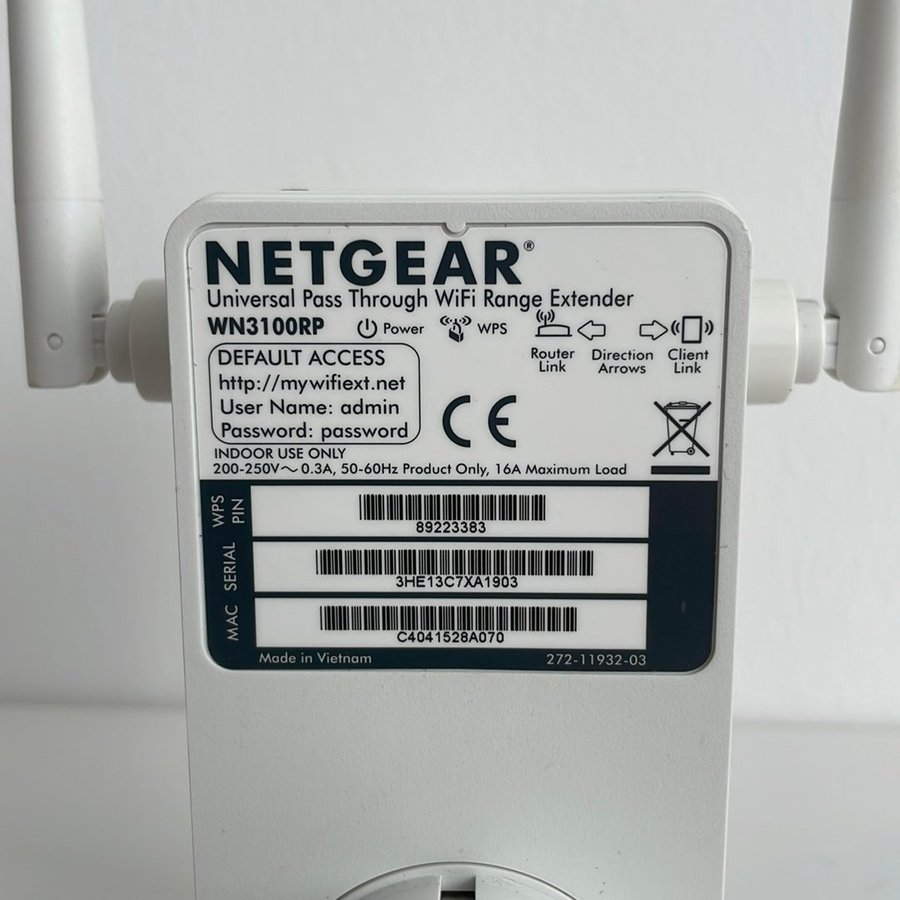 NETGEAR®
Universal Pass Through WiFi Range Extender
WN3100RP Power WPS
Router Link Direction Arrows Client Link
DEFAULT ACCESS
http://mywifiext.net
User Name: admin
Password: password
CE
INDOOR USE ONLY
200-250V~ 0.3A, 50-60Hz Product Only, 16A Maximum Load
WPS PIN
89223383
SERIAL
3HE13C7XA1903
MAC
C4041528A070
Made in Vietnam 272-11932-03